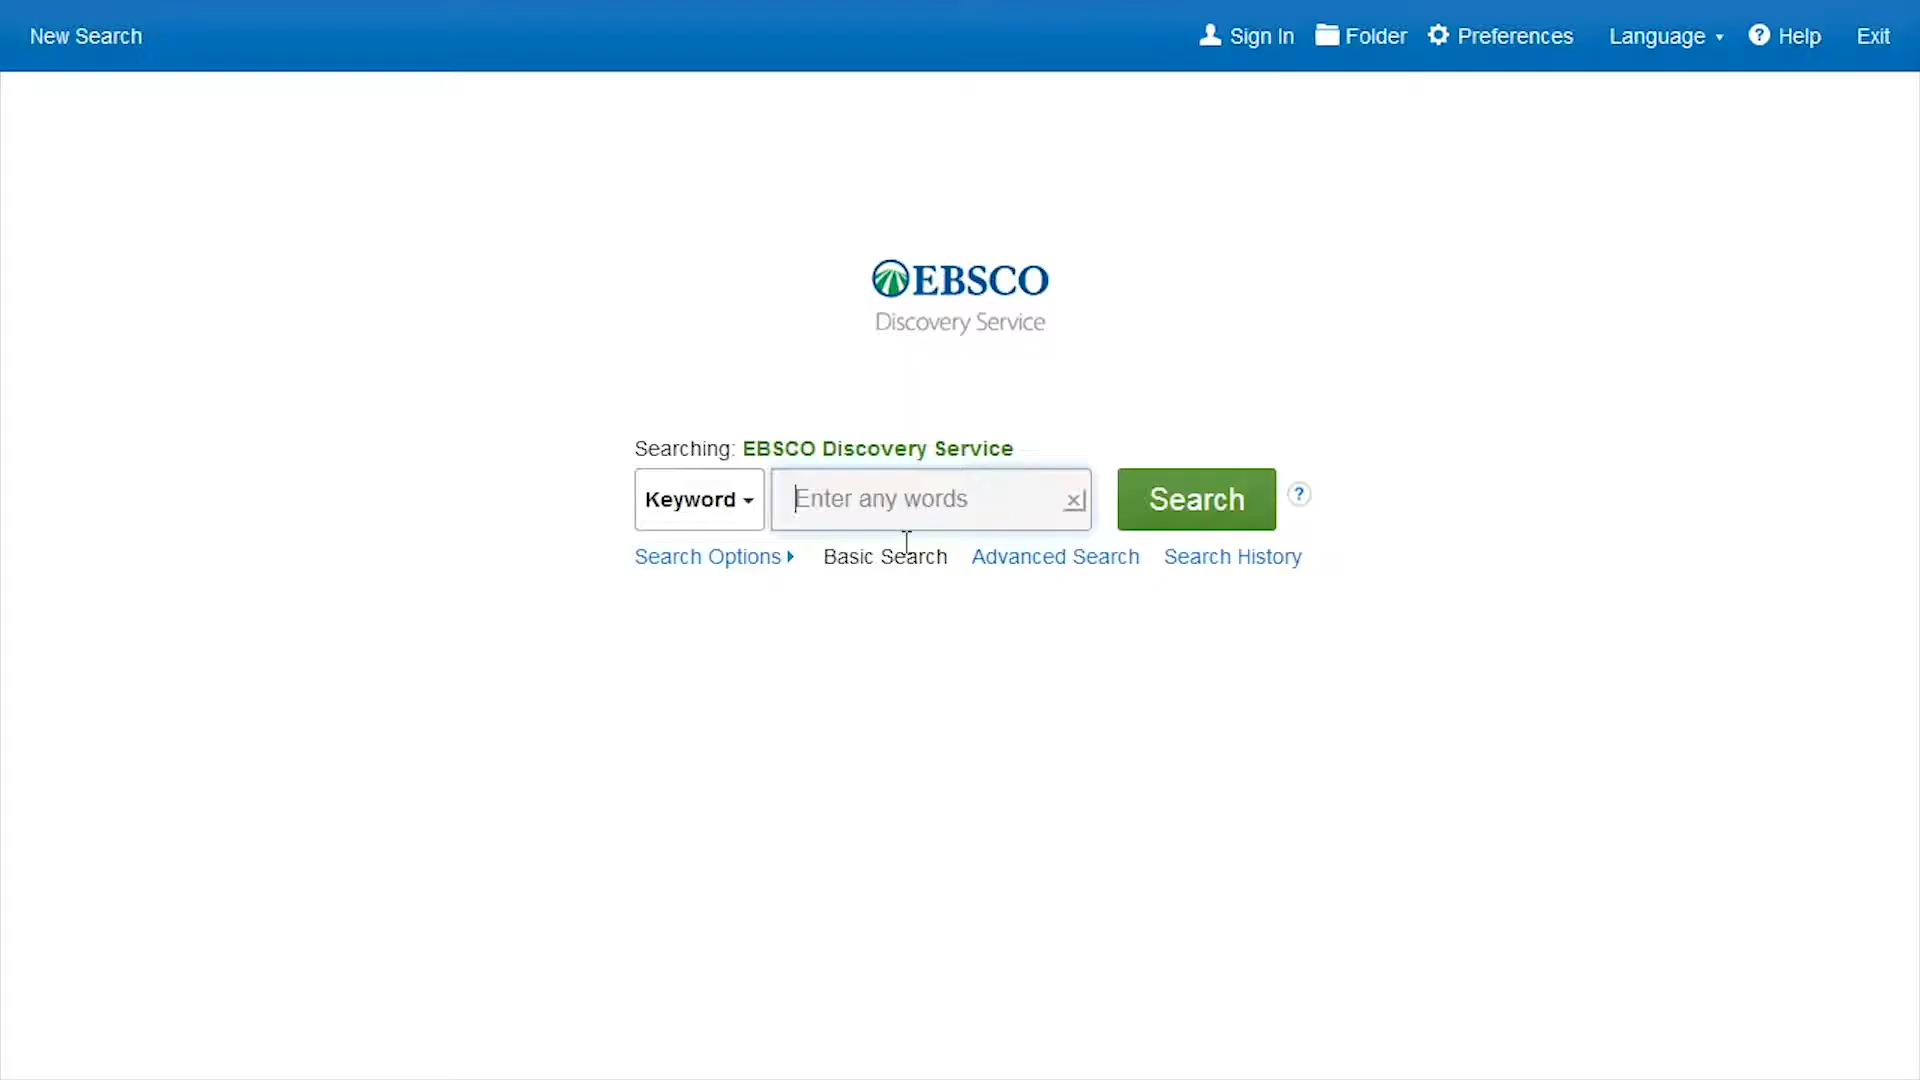 New Search Sign In Folder Preferences Language Help Exit
EBSCO
Discovery Service
Searching: EBSCO Discovery Service
Keyword Enter any words Search ?
Search Options Basic Search Advanced Search Search History